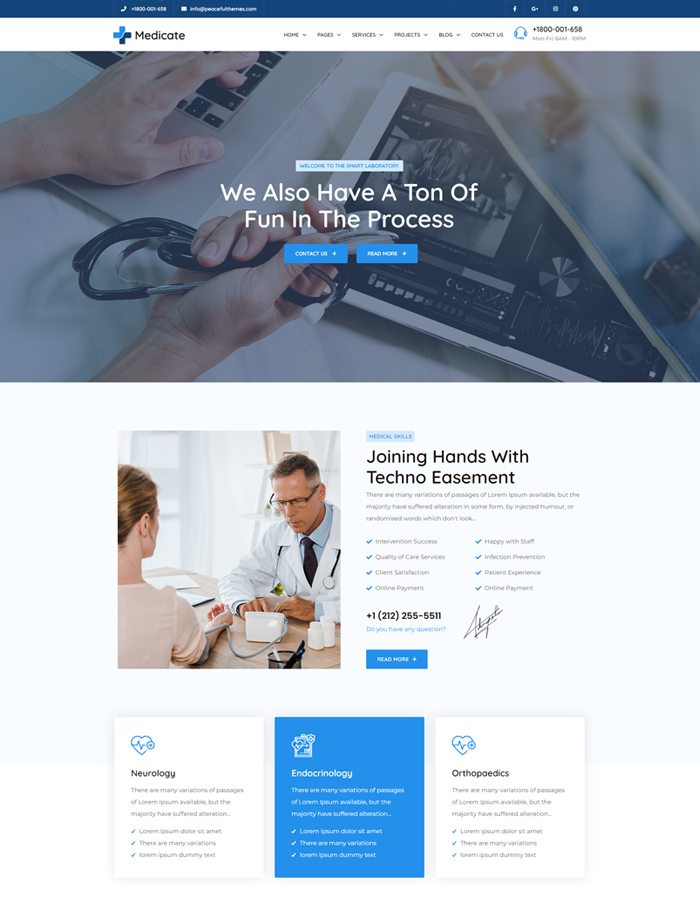 +1800-001-658
info@peacefulthemes.com
G+
Medicate
HOME PAGES SERVICES PROJECTS BLOG CONTACT US
+1800-001-658
Mon-Fri: 6AM - 10PM
WELCOME TO THE SMART LABORATORY
We Also Have A Ton Of
Fun In The Process
CONTACT US +
READ MORE +
MEDICAL SKILLS
Joining Hands With
Techno Easement
There are many variations of passages of Lorem ipsum available, but the
majority have suffered alteration in some form, by injected humour, or
randomised words which don't look...
Intervention Success
Happy with Staff
Quality of Care Services
Infection Prevention
Client Satisfaction
Patient Experience
Online Payment
Online Payment
+1 (212) 255-5511
Do you have any question?
READ MORE +
Neurology
There are many variations of passages
of Lorem Ipsum available, but the
majority have suffered alteration...
Lorem ipsum dolor sit amet
There are many variations
lorem ipsum dummy text
Endocrinology
There are many variations of passages
of Lorem Ipsum available, but the
majority have suffered alteration...
Lorem ipsum dolor sit amet
There are many variations
lorem ipsum dummy text
Orthopaedics
There are many variations of passages
of Lorem Ipsum available, but the
majority have suffered alteration...
Lorem ipsum dolor sit amet
There are many variations
lorem ipsum dummy text